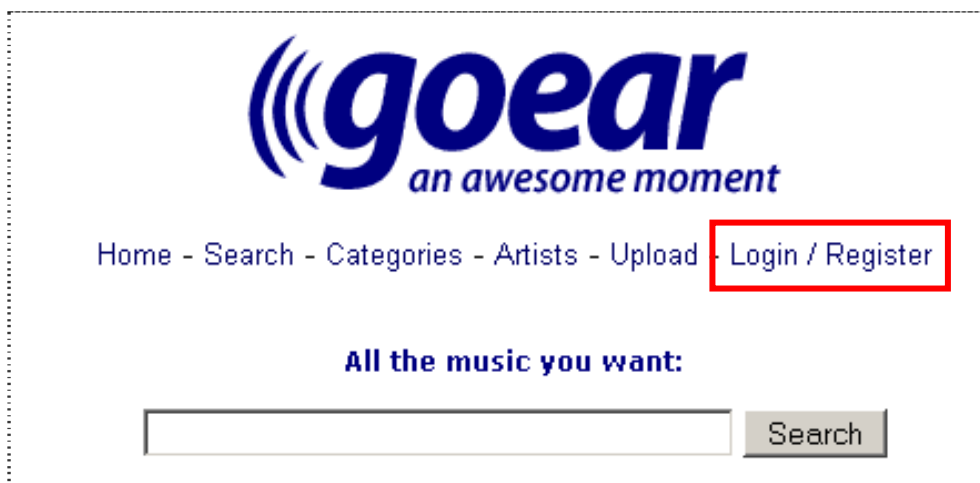 goear
an awesome moment
Home - Search - Categories - Artists - Upload - Login / Register
All the music you want:
Search